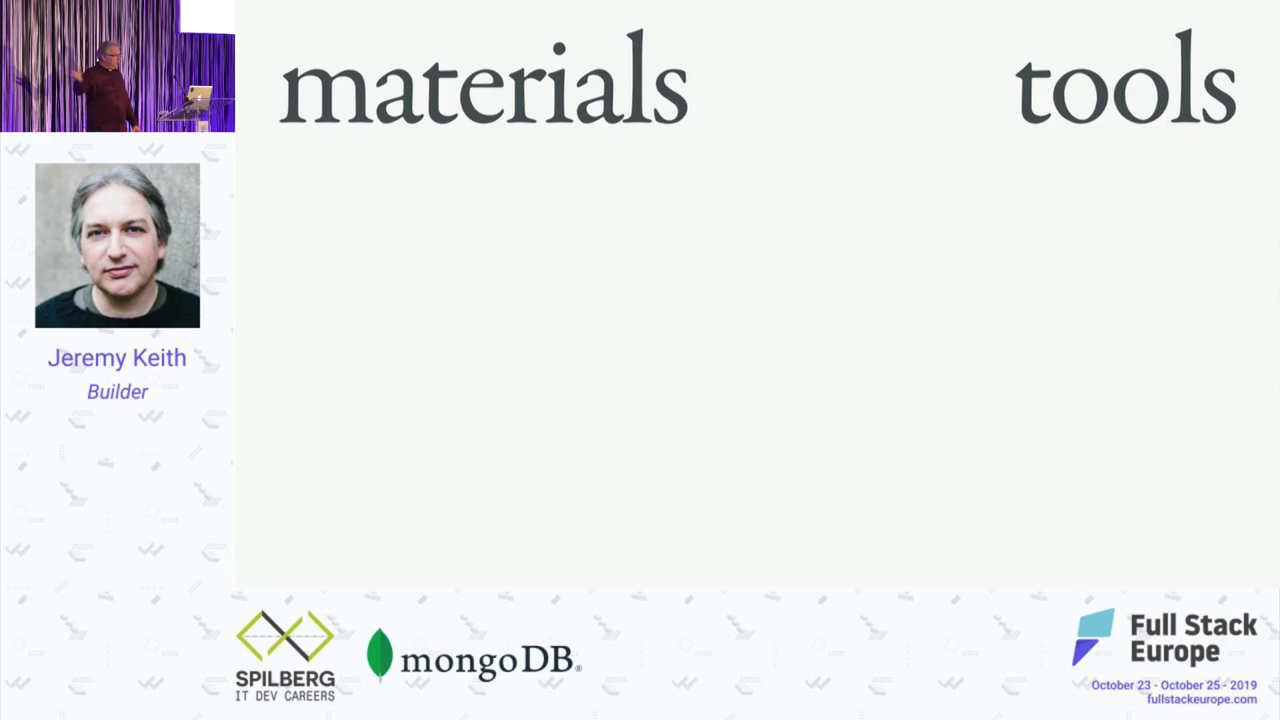 materials tools
Jeremy Keith
Builder
SPILBERG
IT DEV CAREERS
mongoDB®
Full Stack
Europe
October 23 - October 25 - 2019
fullstackeurope.com